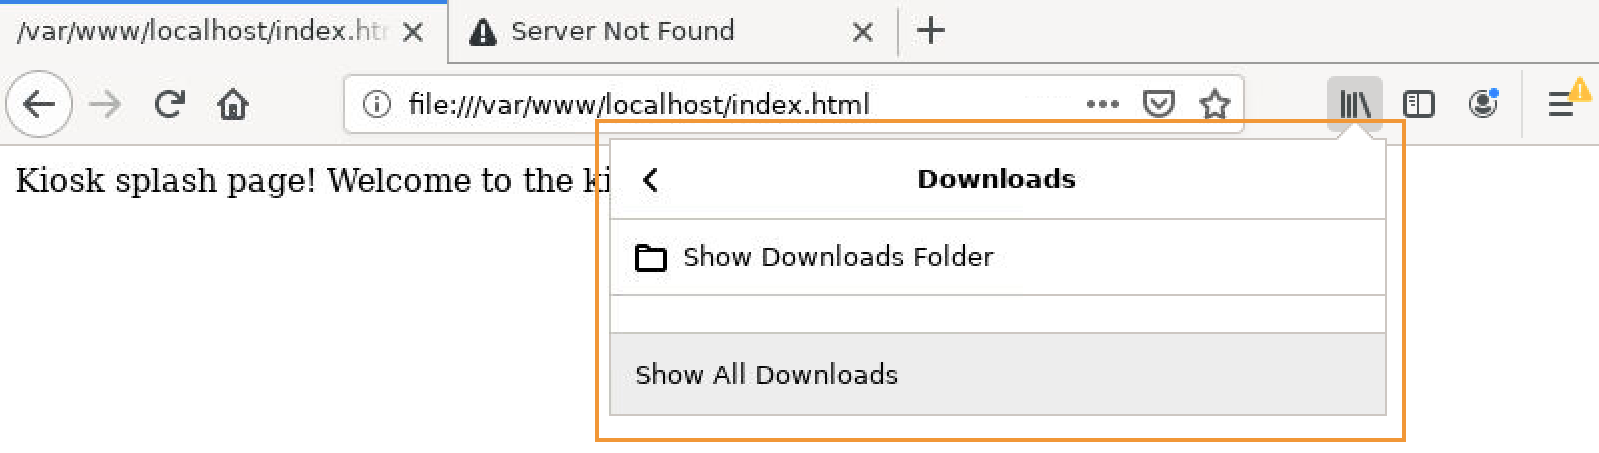 /var/www/localhost/index.htm
Server Not Found
file:///var/www/localhost/index.html
Kiosk splash page! Welcome to the ki
Downloads
Show Downloads Folder
Show All Downloads